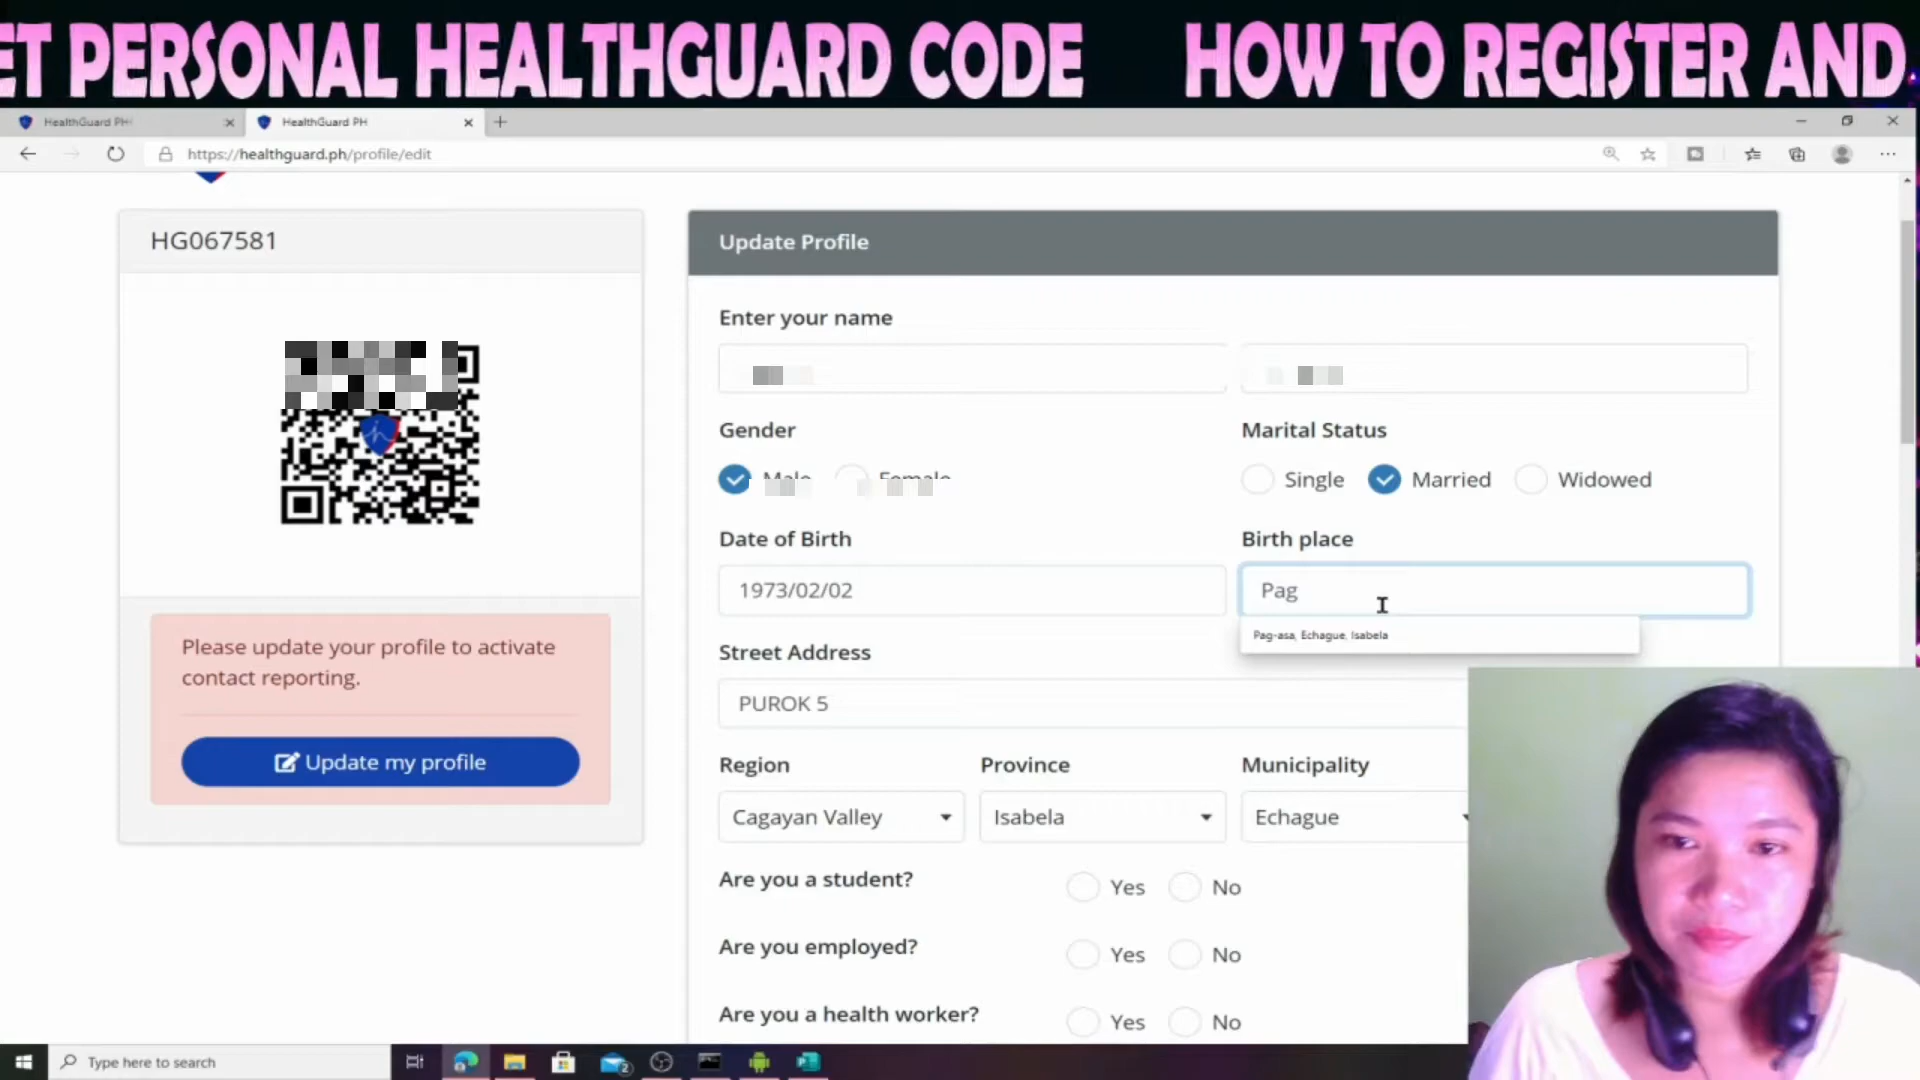 ET PERSONAL HEALTHGUARD CODE HOW TO REGISTER AND
HealthGuard PH
HealthGuard PH
https://healthguard.ph/profile/edit
HG067581
Please update your profile to activate
contact reporting.
Update my profile
Update Profile
Enter your name
Gender
Marital Status
Male Female
Single Married Widowed
Date of Birth
Birth place
1973/02/02
Pag
Pag-asa, Echague, Isabela
Street Address
PUROK 5
Region Province Municipality
Cagayan Valley Isabela Echague
Are you a student? Yes No
Are you employed? Yes No
Are you a health worker? Yes No
Type here to search
2